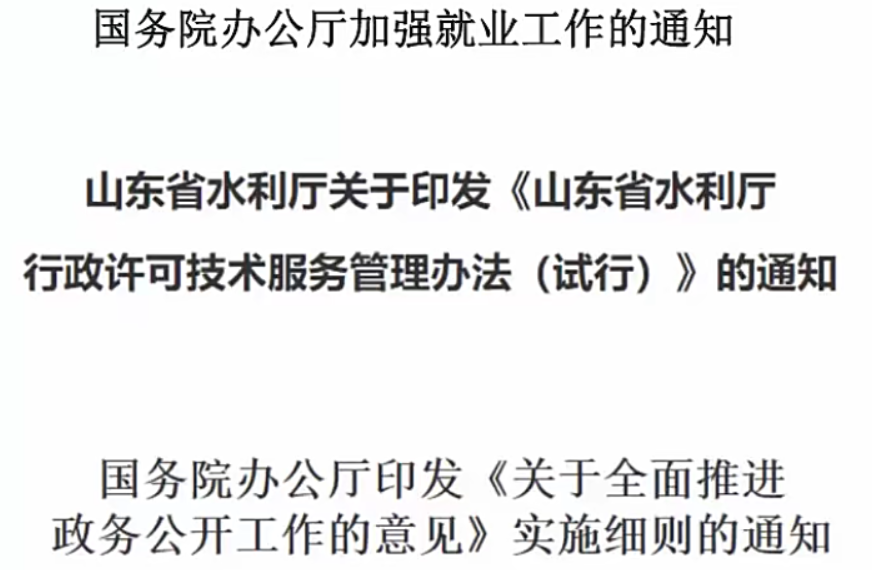 国务院办公厅加强就业工作的通知
山东省水利厅关于印发《山东省水利厅
行政许可技术服务管理办法（试行）》的通知
国务院办公厅印发《关于全面推进
政务公开工作的意见》实施细则的通知